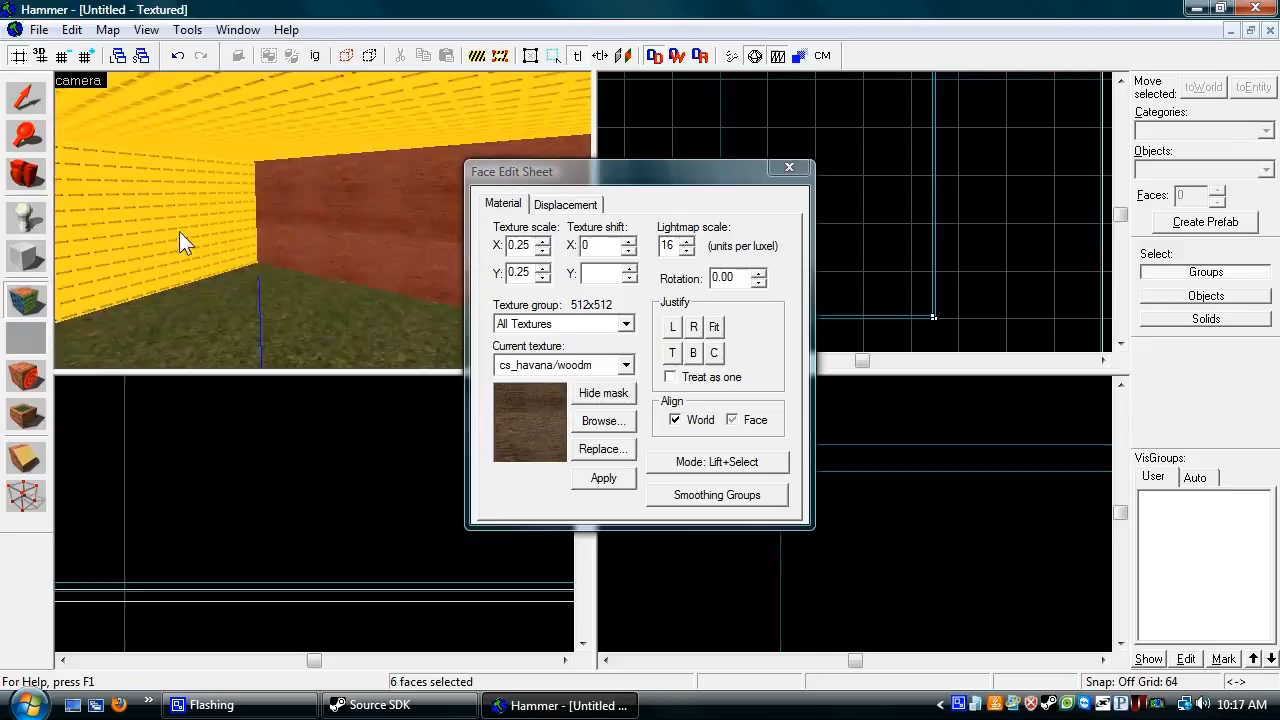 Hammer - [Untitled - Textured]
File Edit Map View Tools Window Help
3D tl CM
camera
Face Edit Sheet
Material Displacement
Texture scale: Texture shift: Lightmap scale:
X: 0.25 X: 0 16 (units per luxel)
Y: 0.25 Y: Rotation: 0.00
Texture group: 512x512 Justify
All Textures L R Fit
Current texture: T B C
cs_havana/woodm Treat as one
Hide mask Align
Browse... World Face
Replace... Mode: Lift+Select
Apply Smoothing Groups
Move selected: toWorld toEntity
Categories:
Objects:
Faces: 0
Create Prefab
Select:
Groups
Objects
Solids
VisGroups:
User Auto
Show Edit Mark
For Help, press F1 6 faces selected Snap: Off Grid: 64 <->
Flashing Source SDK Hammer - [Untitled ... 10:17 AM